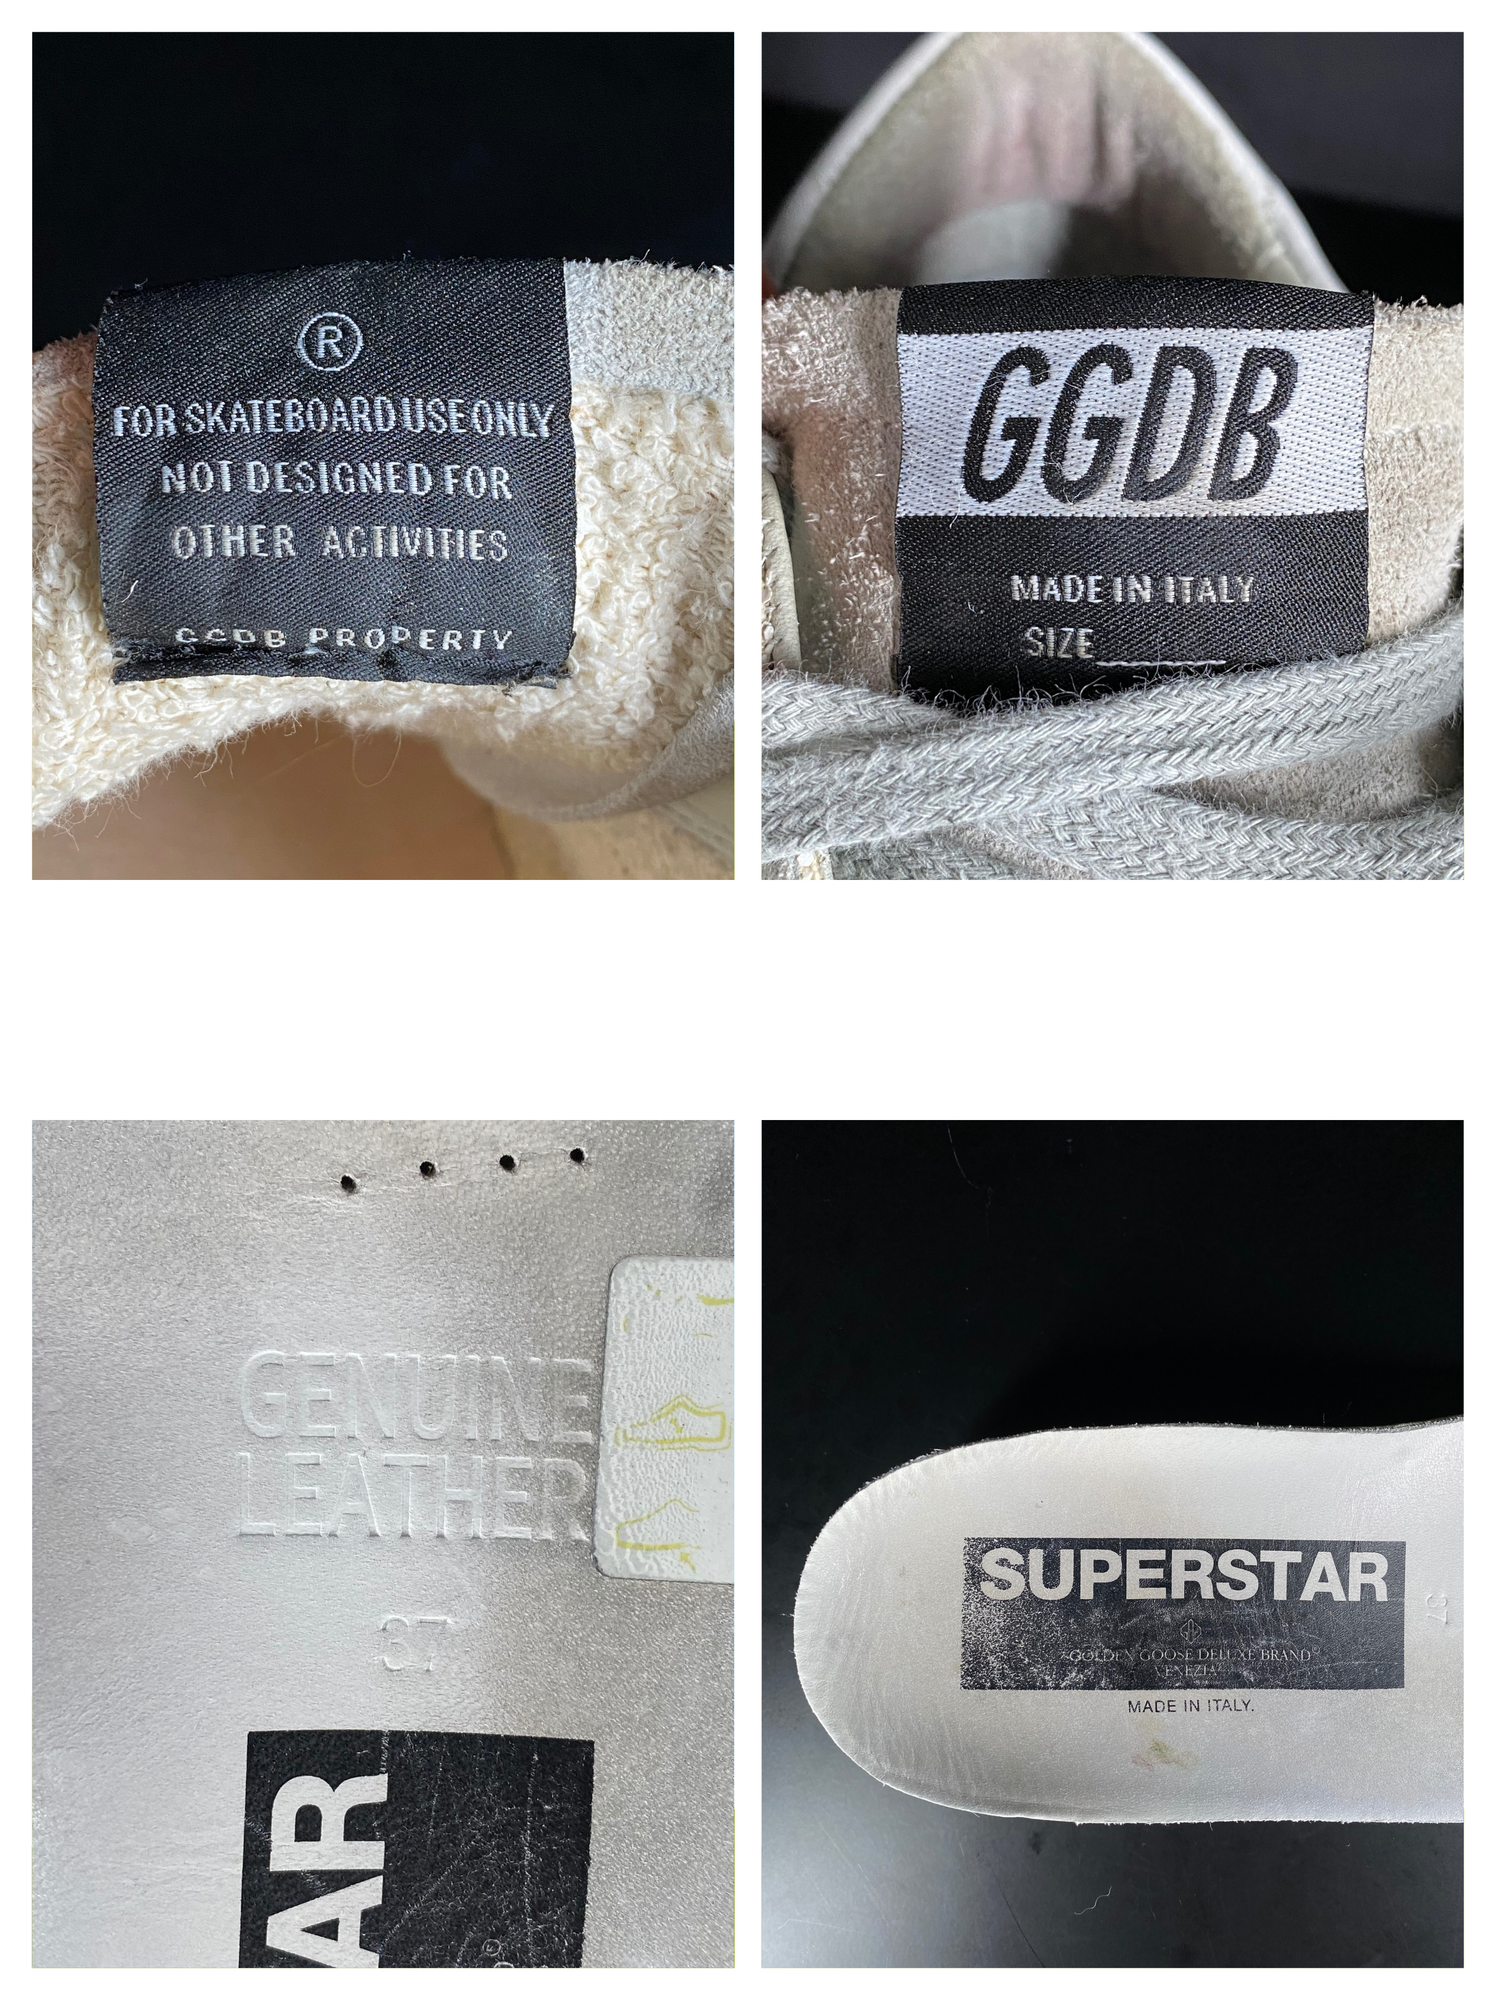 ®
FOR SKATEBOARD USE ONLY
NOT DESIGNED FOR
OTHER ACTIVITIES
GGDB PROPERTY
GGDB
MADE IN ITALY
SIZE
GENUINE
LEATHER
37
AR
©
SUPERSTAR
GOLDEN GOOSE DELUXE BRAND©
VENEZIA
MADE IN ITALY.
37